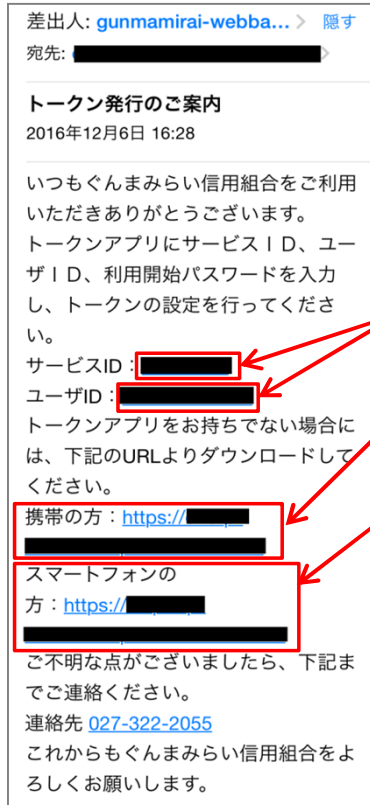 差出人: gunmamirai-webba... 隠す
宛先:
トークン発行のご案内
2016年12月6日 16:28
いつもぐんまみらい信用組合をご利用
いただきありがとうございます。
トークンアプリにサービスＩＤ、ユー
ザＩＤ、利用開始パスワードを入力
し、トークンの設定を行ってくださ
い。
サービスID：
ユーザID：
トークンアプリをお持ちでない場合に
は、下記のURLよりダウンロードして
ください。
携帯の方：https://
スマートフォンの
方：https://
ご不明な点がございましたら、下記ま
でご連絡ください。
連絡先 027-322-2055
これからもぐんまみらい信用組合をよ
ろしくお願いします。